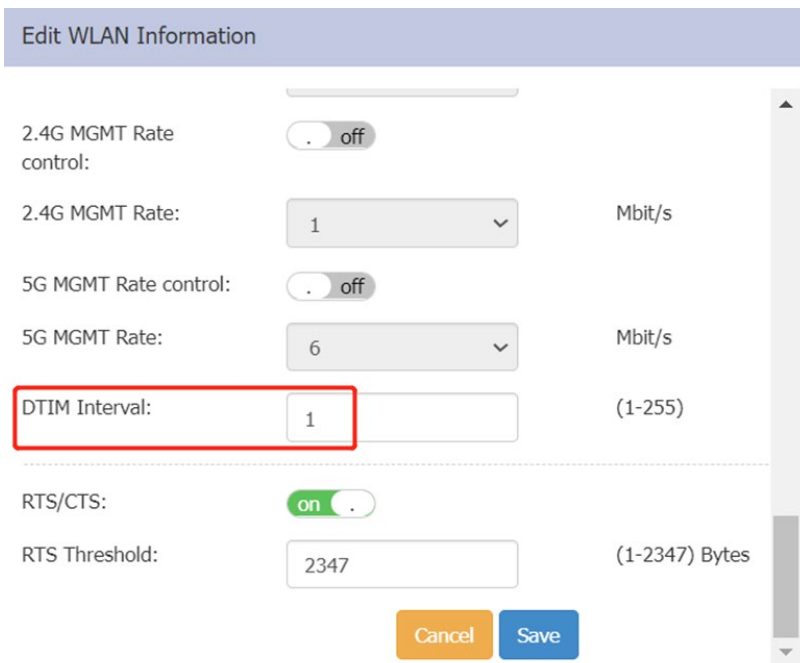 Edit WLAN Information
2.4G MGMT Rate
control:
. off
2.4G MGMT Rate:
1
Mbit/s
5G MGMT Rate control:
. off
5G MGMT Rate:
6
Mbit/s
DTIM Interval:
1
(1-255)
RTS/CTS:
on .
RTS Threshold:
2347
(1-2347) Bytes
Cancel
Save